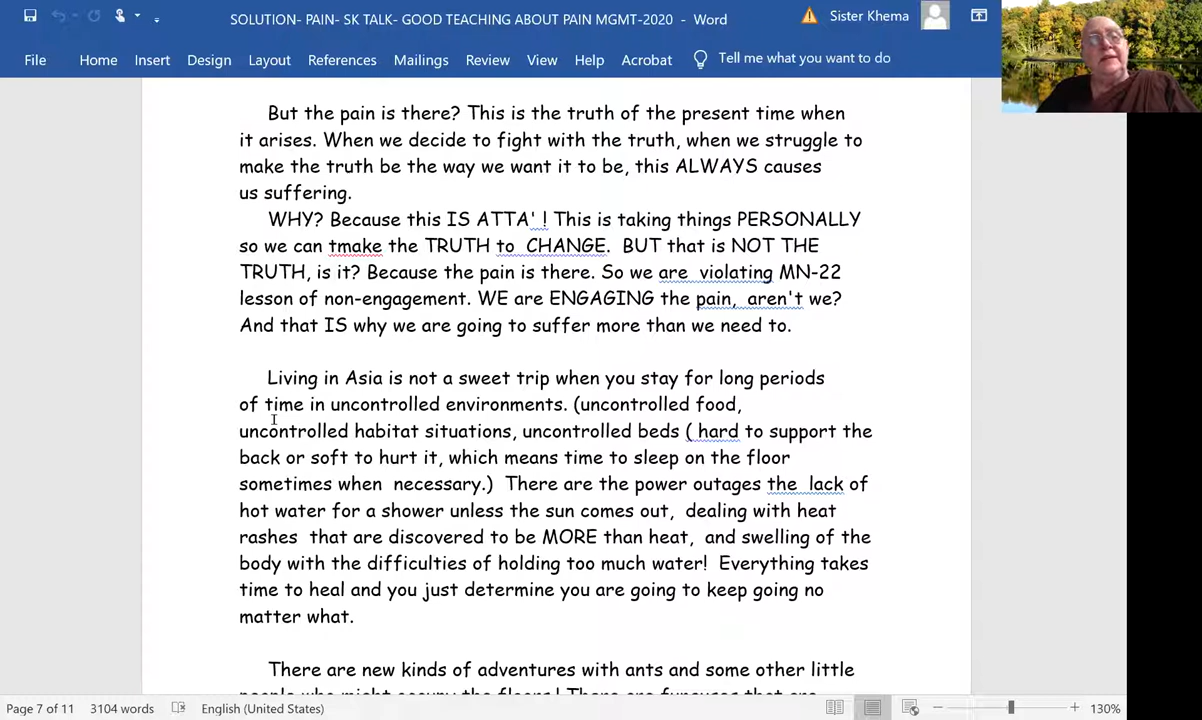 SOLUTION- PAIN- SK TALK- GOOD TEACHING ABOUT PAIN MGMT-2020 - Word
Sister Khema
File Home Insert Design Layout References Mailings Review View Help Acrobat Tell me what you want to do
But the pain is there? This is the truth of the present time when
it arises. When we decide to fight with the truth, when we struggle to
make the truth be the way we want it to be, this ALWAYS causes
us suffering.
WHY? Because this IS ATTA' ! This is taking things PERSONALLY
so we can tmake the TRUTH to CHANGE. BUT that is NOT THE
TRUTH, is it? Because the pain is there. So we are violating MN-22
lesson of non-engagement. WE are ENGAGING the pain, aren't we?
And that IS why we are going to suffer more than we need to.
Living in Asia is not a sweet trip when you stay for long periods
of time in uncontrolled environments. (uncontrolled food,
uncontrolled habitat situations, uncontrolled beds ( hard to support the
back or soft to hurt it, which means time to sleep on the floor
sometimes when necessary.) There are the power outages the lack of
hot water for a shower unless the sun comes out, dealing with heat
rashes that are discovered to be MORE than heat, and swelling of the
body with the difficulties of holding too much water! Everything takes
time to heal and you just determine you are going to keep going no
matter what.
There are new kinds of adventures with ants and some other little
people who might occupy the floors! There are funguses that are
Page 7 of 11 3104 words English (United States) 130%